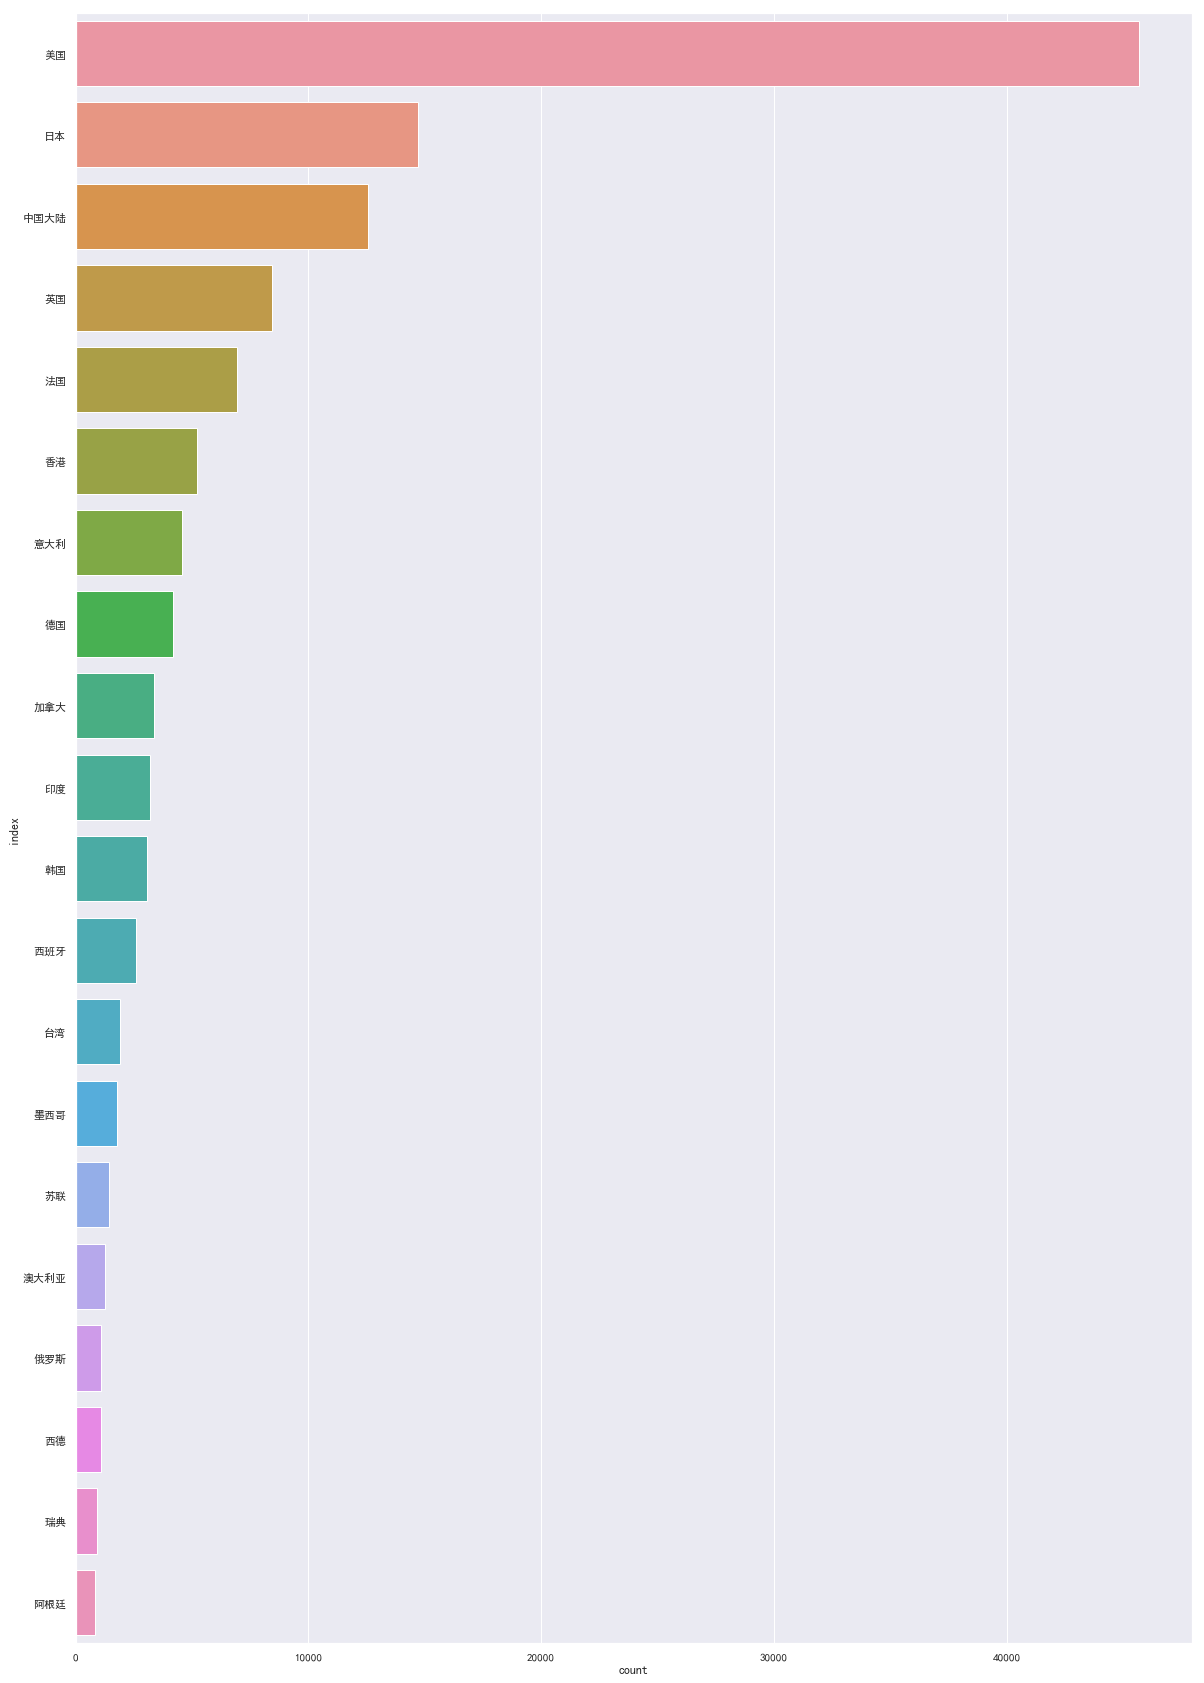 美国
日本
中国大陆
英国
法国
香港
意大利
德国
加拿大
印度
韩国
西班牙
台湾
墨西哥
苏联
澳大利亚
俄罗斯
西德
瑞典
阿根廷
index
0 10000 20000 30000 40000
count